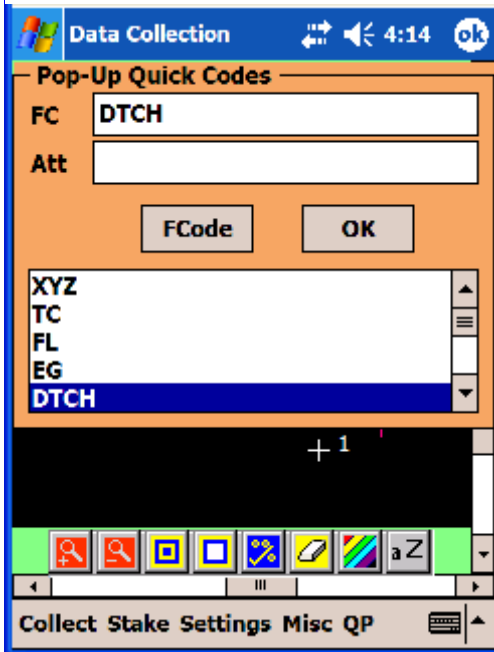 Data Collection 4:14 ok
Pop-Up Quick Codes
FC DTCH
Att
FCode OK
XYZ
TC
FL
EG
DTCH
1
a Z
Collect Stake Settings Misc QP